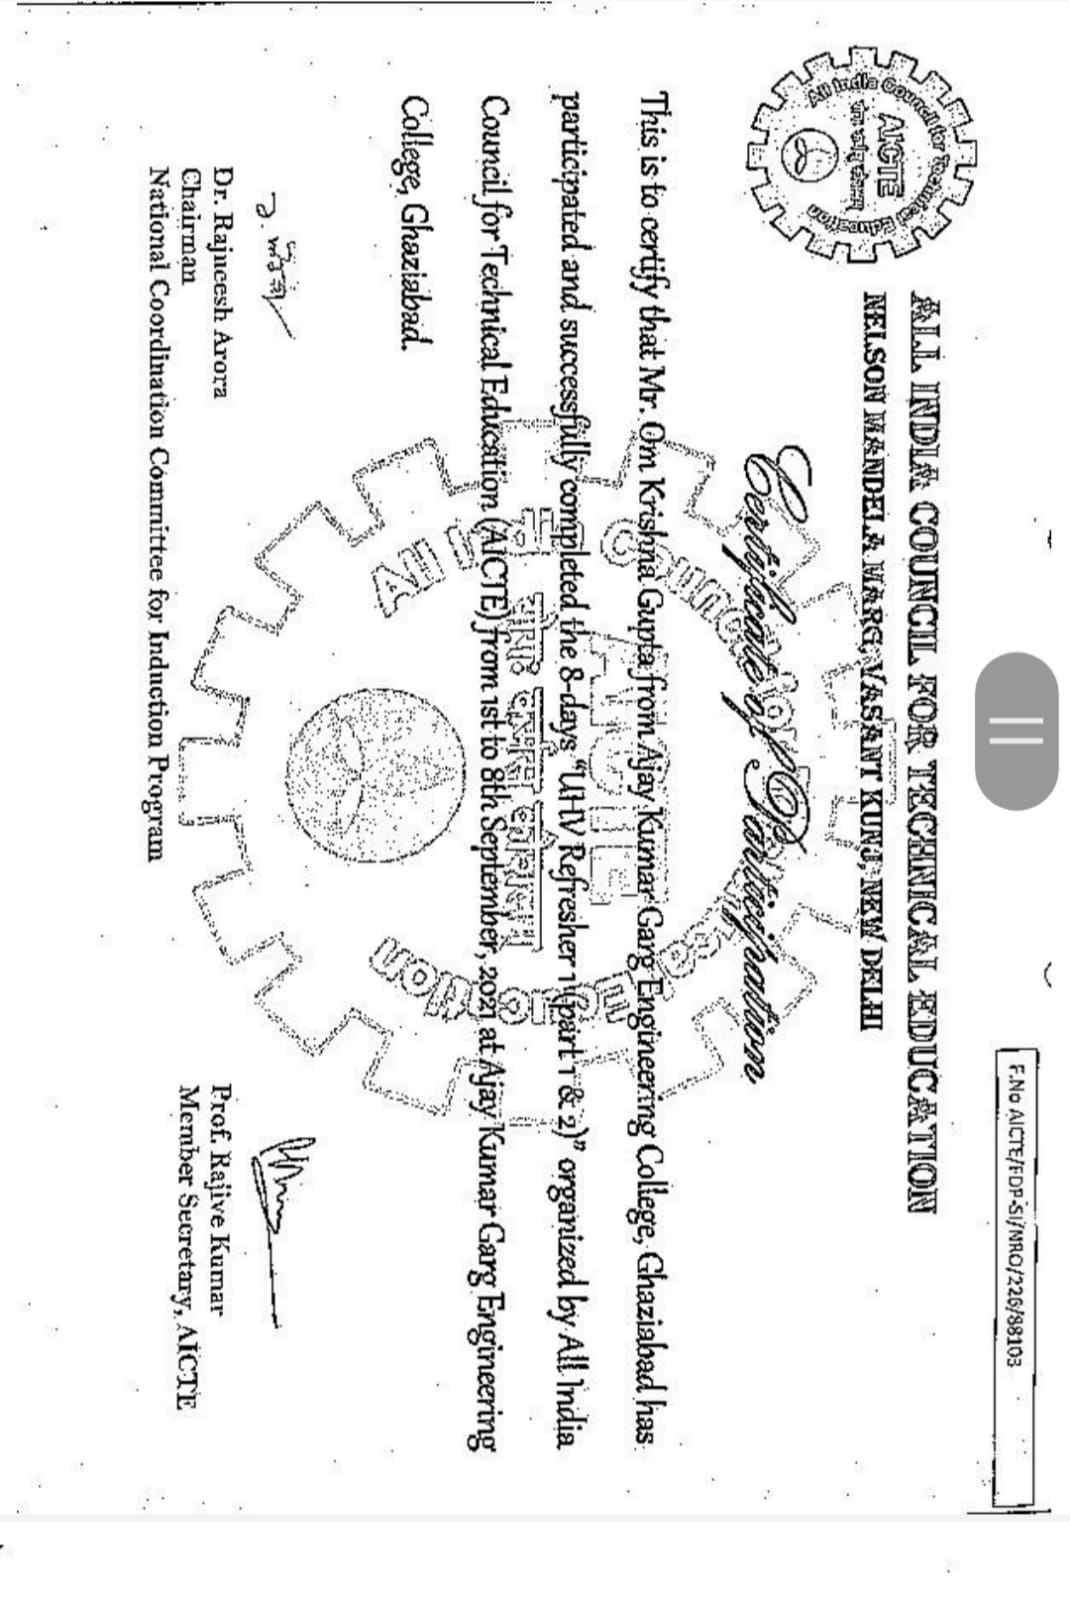 F.No AICTE/FDP-SI/NRO/226/88103
All India Council for Technical Education
AICTE
ALL INDIA COUNCIL FOR TECHNICAL EDUCATION
NELSON MANDELA MARG, VASANT KUNJ, NEW DELHI
Certificate of Participation
This is to certify that Mr. Om Krishna Gupta from Ajay Kumar Garg Engineering College, Ghaziabad has
participated and successfully completed the 8-days "UHV Refresher 1 (part 1 & 2)" organized by All India
Council for Technical Education (AICTE) from 1st to 8th September, 2021 at Ajay Kumar Garg Engineering
College, Ghaziabad.
Dr. Rajneesh Arora
Chairman
National Coordination Committee for Induction Program
Prof. Rajive Kumar
Member Secretary, AICTE